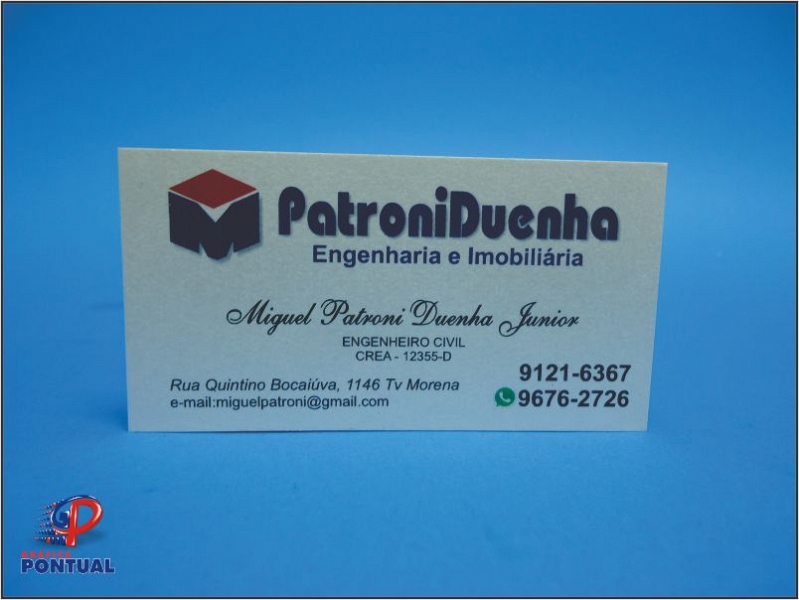 PatroniDuenha
Engenharia e Imobiliária
Miguel Patroni Duenha Junior
ENGENHEIRO CIVIL
CREA - 12355-D
Rua Quintino Bocaiúva, 1146 Tv Morena
e-mail:miguelpatroni@gmail.com
9121-6367
9676-2726
GRÁFICA
PONTUAL